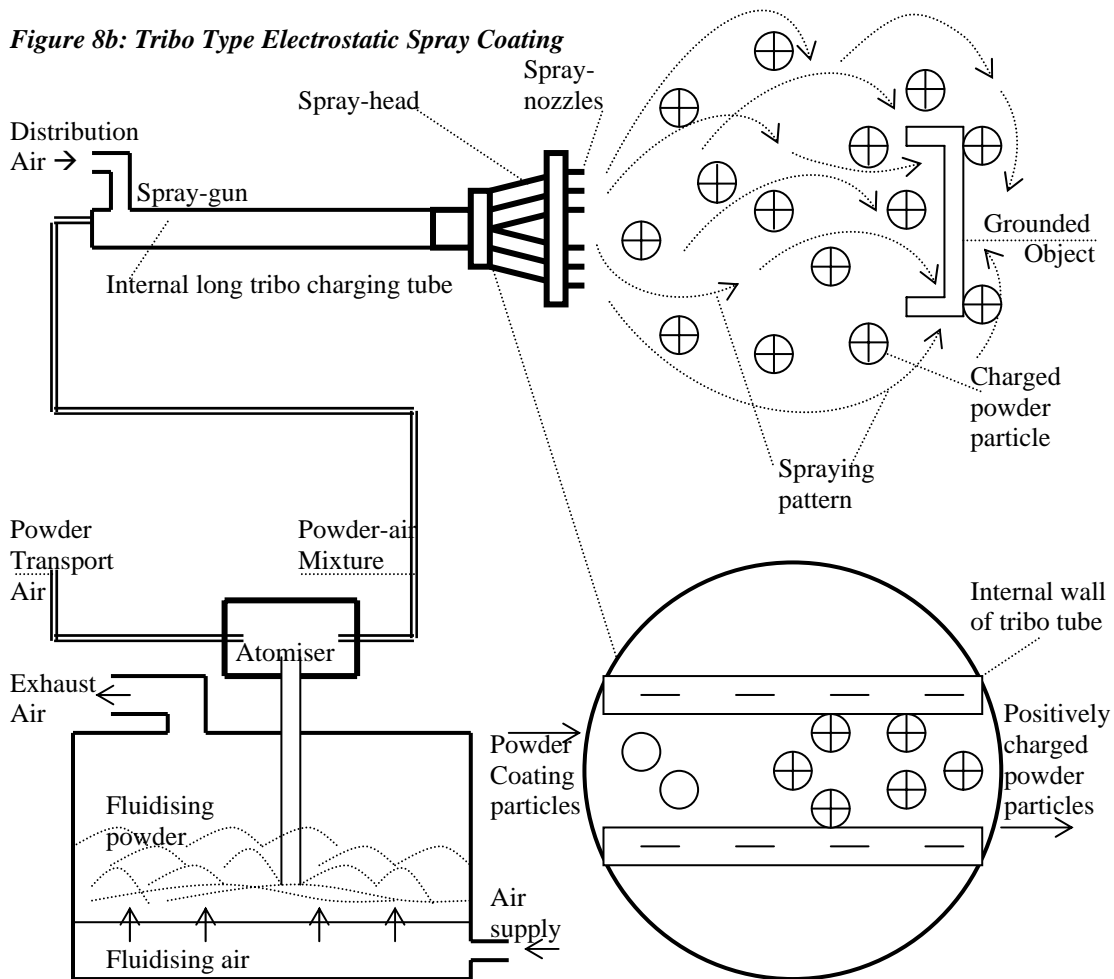 Figure 8b: Tribo Type Electrostatic Spray Coating
Spray-
nozzles
Spray-head
Distribution
Air →
Spray-gun
Internal long tribo charging tube
Grounded
Object
Charged
powder
particle
Spraying
pattern
Powder
Transport
Air
Powder-air
Mixture
Atomiser
Internal wall
of tribo tube
Exhaust
Air
Powder
Coating
particles
Positively
charged
powder
particles
Fluidising
powder
Air
supply
Fluidising air